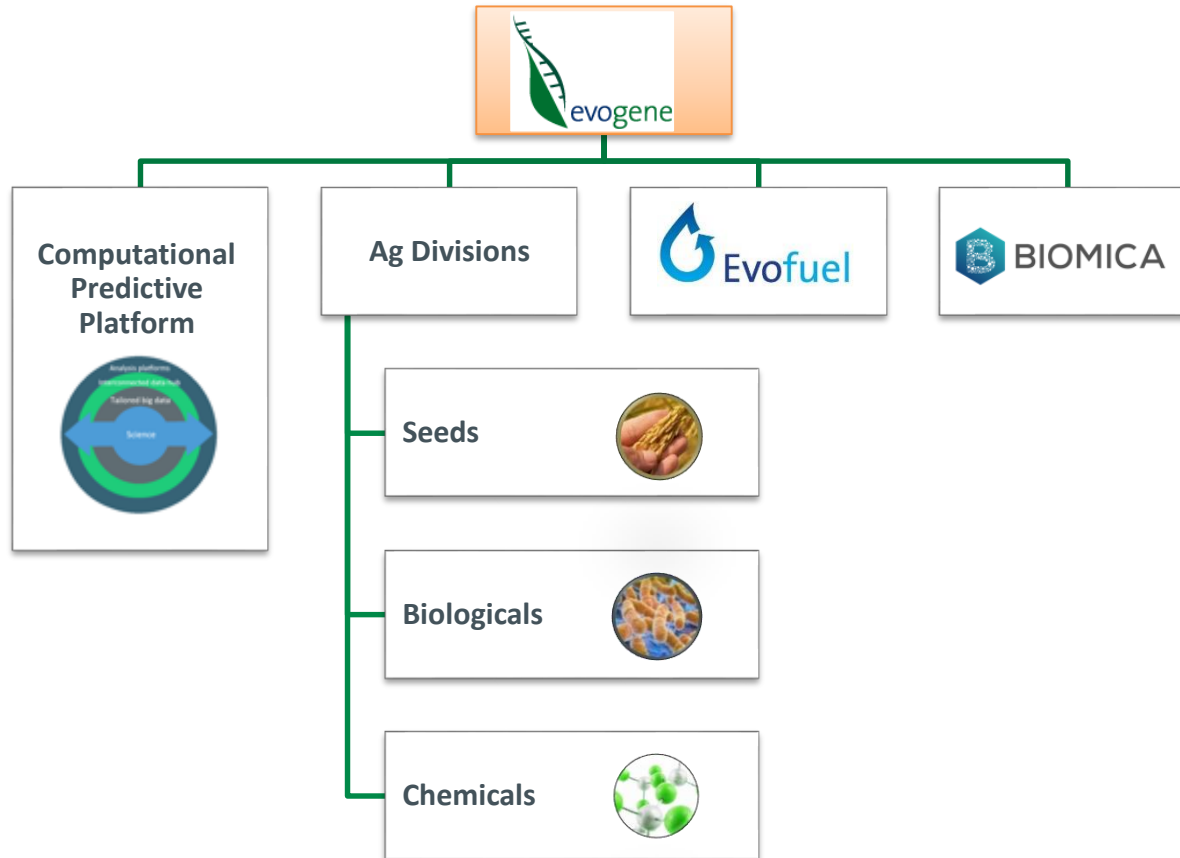 evogene
Computational
Predictive
Platform
Analysis platforms
Interconnected data hub
Tailored big data
Science
Ag Divisions
Evofuel
BIOMICA
Seeds
Biologicals
Chemicals